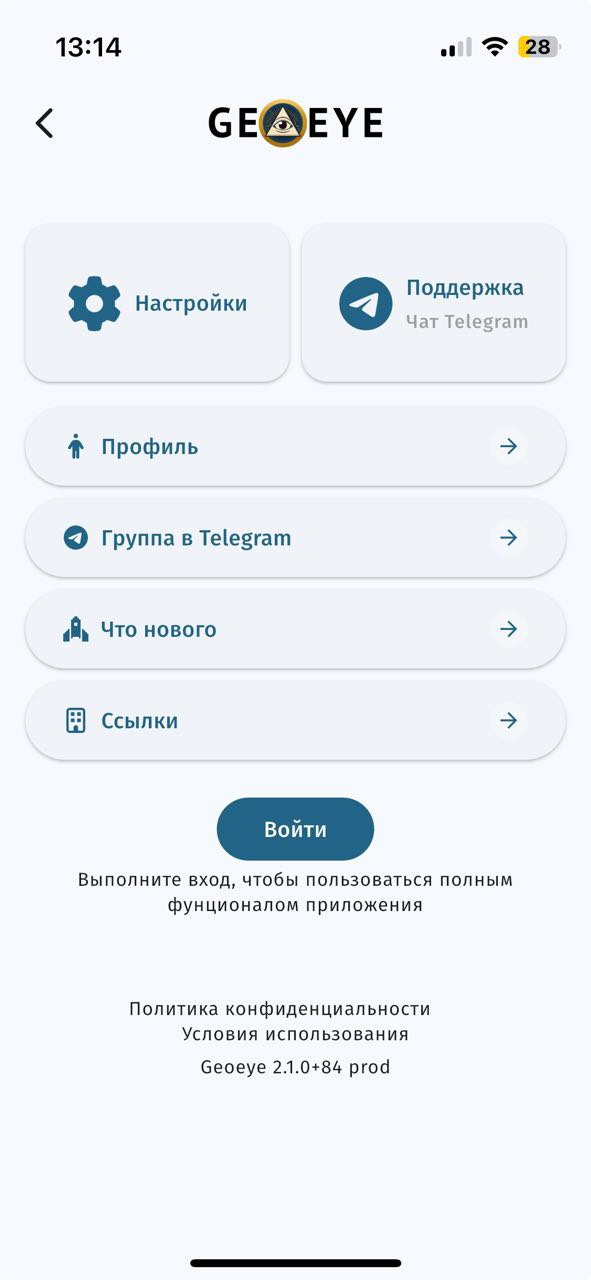 13:14
28
GEOEYE
Настройки
Поддержка
Чат Telegram
Профиль
Группа в Telegram
Что нового
Ссылки
Войти
Выполните вход, чтобы пользоваться полным
фунционалом приложения
Политика конфиденциальности
Условия использования
Geoeye 2.1.0+84 prod